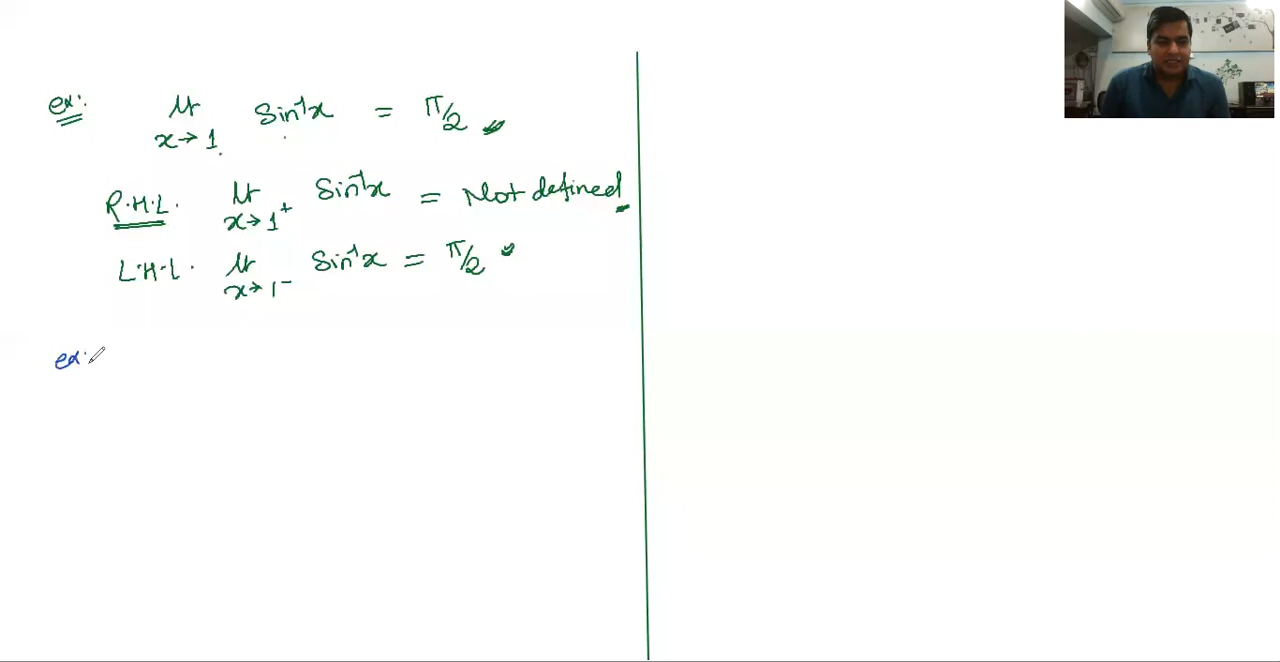 ex:
lt x→1 Sin⁻¹x = π/2
R.H.L. lt x→1⁺ Sin⁻¹x = Not defined
L.H.L. lt x→1⁻ Sin⁻¹x = π/2
ex: